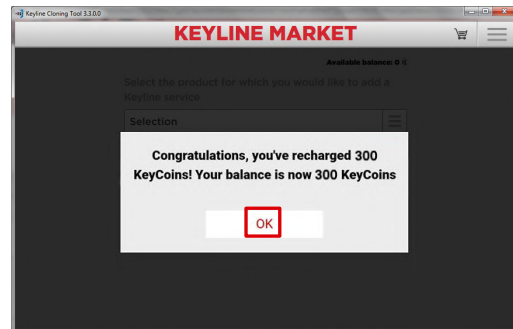 Keyline Cloning Tool 3.3.0.0
KEYLINE MARKET
Available balance: 0
Select the product for which you would like to add a
Keyline service
Selection
Congratulations, you've recharged 300
KeyCoins! Your balance is now 300 KeyCoins
OK